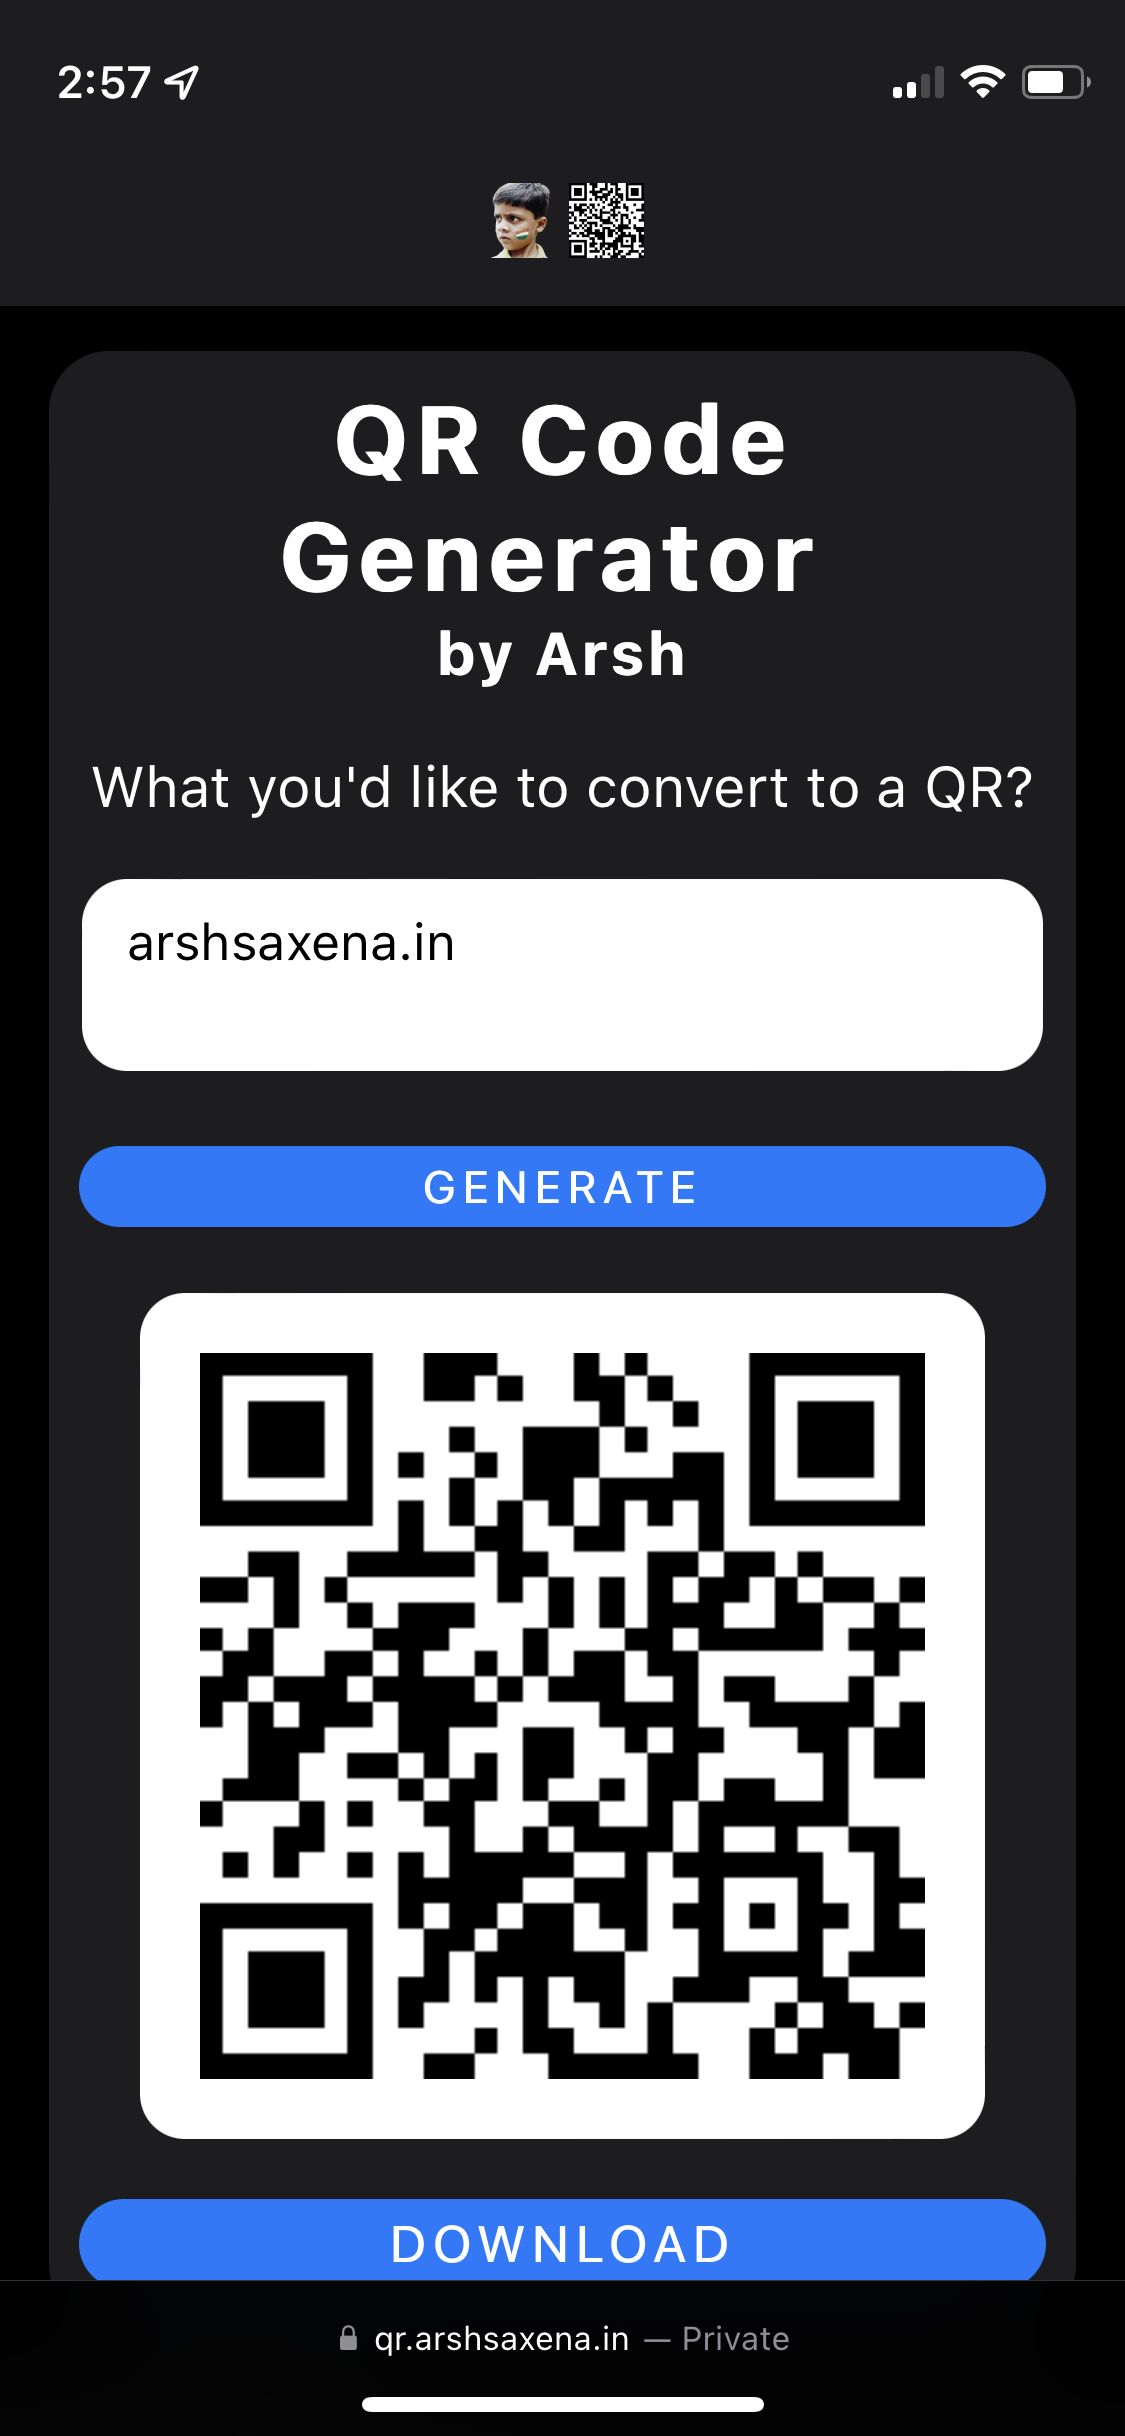 2:57
QR Code
Generator
by Arsh
What you'd like to convert to a QR?
arshsaxena.in
GENERATE
DOWNLOAD
qr.arshsaxena.in — Private